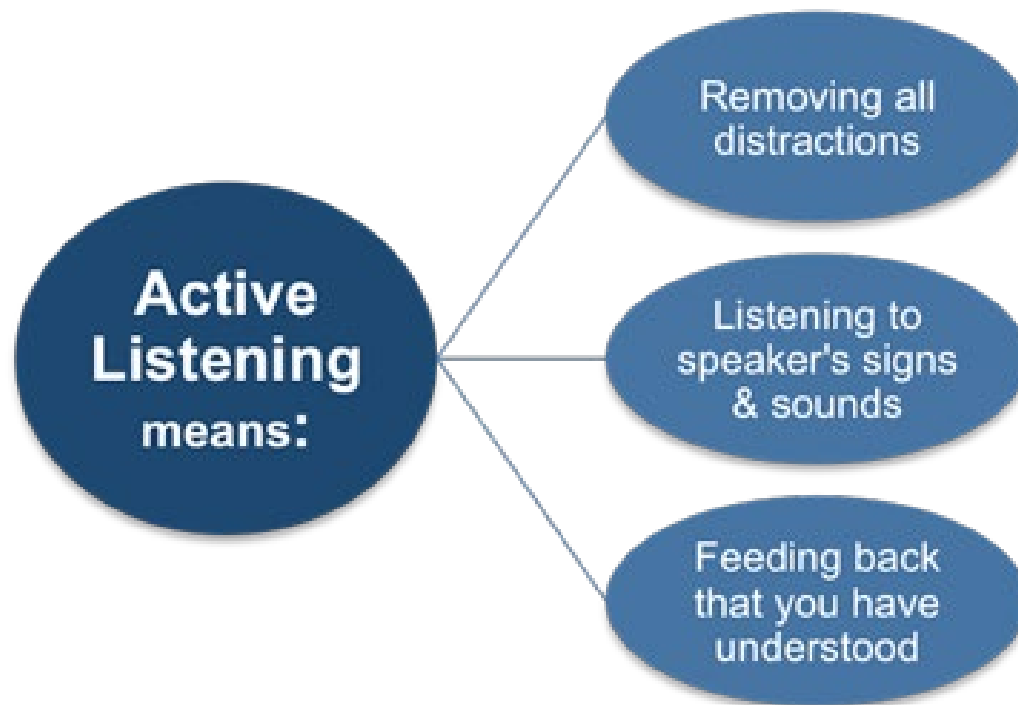 Active
Listening
means:
Removing all
distractions
Listening to
speaker's signs
& sounds
Feeding back
that you have
understood